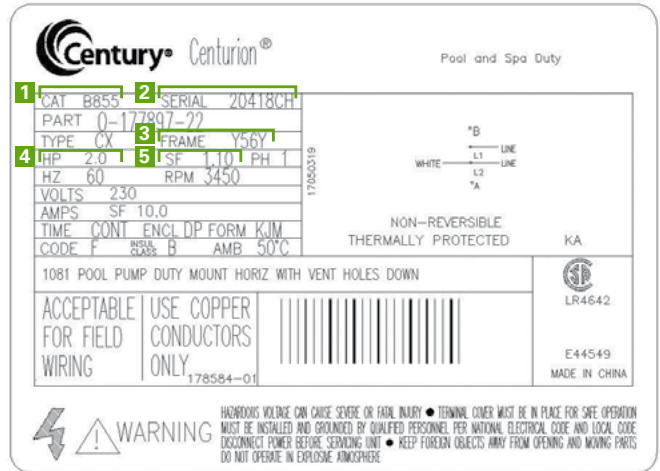 Century® Centurion®
Pool and Spa Duty
1 CAT B855 2 SERIAL 20418CH
PART 0-177897-22
TYPE CX 3 FRAME Y56Y
4 HP 2.0 5 SF 1.10 PH 1
HZ 60 RPM 3450
VOLTS 230
AMPS SF 10.0
TIME CONT ENCL DP FORM KJM
CODE F INSUL CLASS B AMB 50°C
17050319
°B
LINE
L1
WHITE LINE
L2
°A
NON-REVERSIBLE
THERMALLY PROTECTED KA
1081 POOL PUMP DUTY MOUNT HORIZ WITH VENT HOLES DOWN
ACCEPTABLE
FOR FIELD
WIRING
USE COPPER
CONDUCTORS
ONLY
178584-01
LR4642
E44549
MADE IN CHINA
WARNING
HAZARDOUS VOLTAGE CAN CAUSE SEVERE OR FATAL INJURY ● TERMINAL COVER MUST BE IN PLACE FOR SAFE OPERATION
MUST BE INSTALLED AND GROUNDED BY QUALIFIED PERSONNEL PER NATIONAL ELECTRICAL CODE AND LOCAL CODE
DISCONNECT POWER BEFORE SERVICING UNIT ● KEEP FOREIGN OBJECTS AWAY FROM OPENING AND MOVING PARTS
DO NOT OPERATE IN EXPLOSIVE ATMOSPHERE